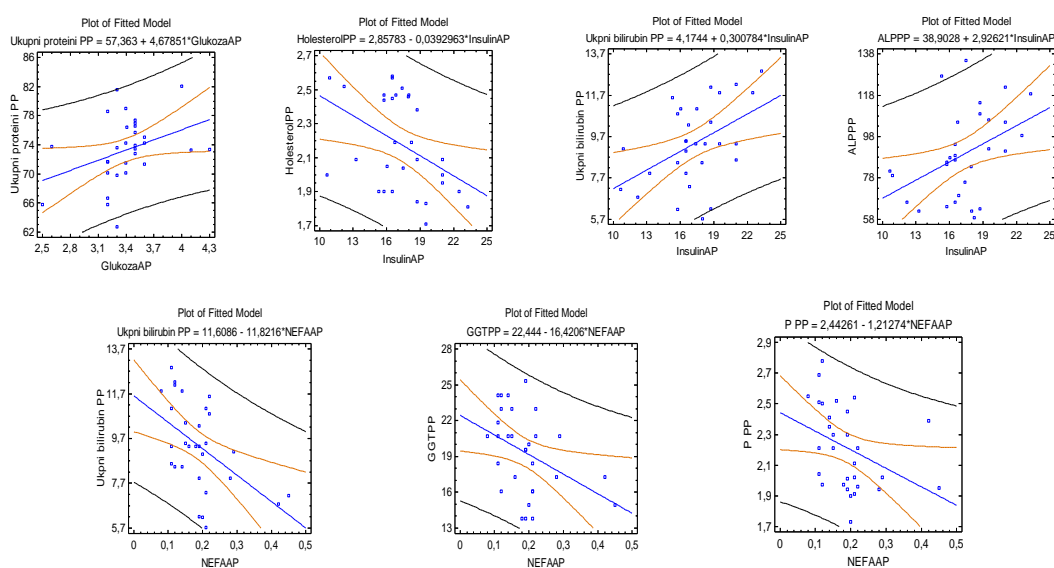 Plot of Fitted Model
Ukupni proteini PP = 57,363 + 4,67851*GlukozaAP
86
82
78
74
70
66
62
2,5 2,8 3,1 3,4 3,7 4 4,3
Ukupni proteini PP
GlukozaAP
Plot of Fitted Model
HolesterolPP = 2,85783 - 0,0392963*InsulinAP
2,7
2,5
2,3
2,1
1,9
1,7
10 13 16 19 22 25
HolesterolPP
InsulinAP
Plot of Fitted Model
Ukupni bilirubin PP = 4,1744 + 0,300784*InsulinAP
13,7
11,7
9,7
7,7
5,7
10 13 16 19 22 25
Ukupni bilirubin PP
InsulinAP
Plot of Fitted Model
ALPPP = 38,9028 + 2,92621*InsulinAP
138
118
98
78
58
10 13 16 19 22 25
ALPPP
InsulinAP
Plot of Fitted Model
Ukpni bilirubin PP = 11,6086 - 11,8216*NEFAAP
13,7
11,7
9,7
7,7
5,7
0 0,1 0,2 0,3 0,4 0,5
Ukpni bilirubin PP
NEFAAP
Plot of Fitted Model
GGTPP = 22,444 - 16,4206*NEFAAP
28
25
22
19
16
13
0 0,1 0,2 0,3 0,4 0,5
GGTPP
NEFAAP
Plot of Fitted Model
P PP = 2,44261 - 1,21274*NEFAAP
2,9
2,7
2,5
2,3
2,1
1,9
1,7
0 0,1 0,2 0,3 0,4 0,5
P PP
NEFAAP